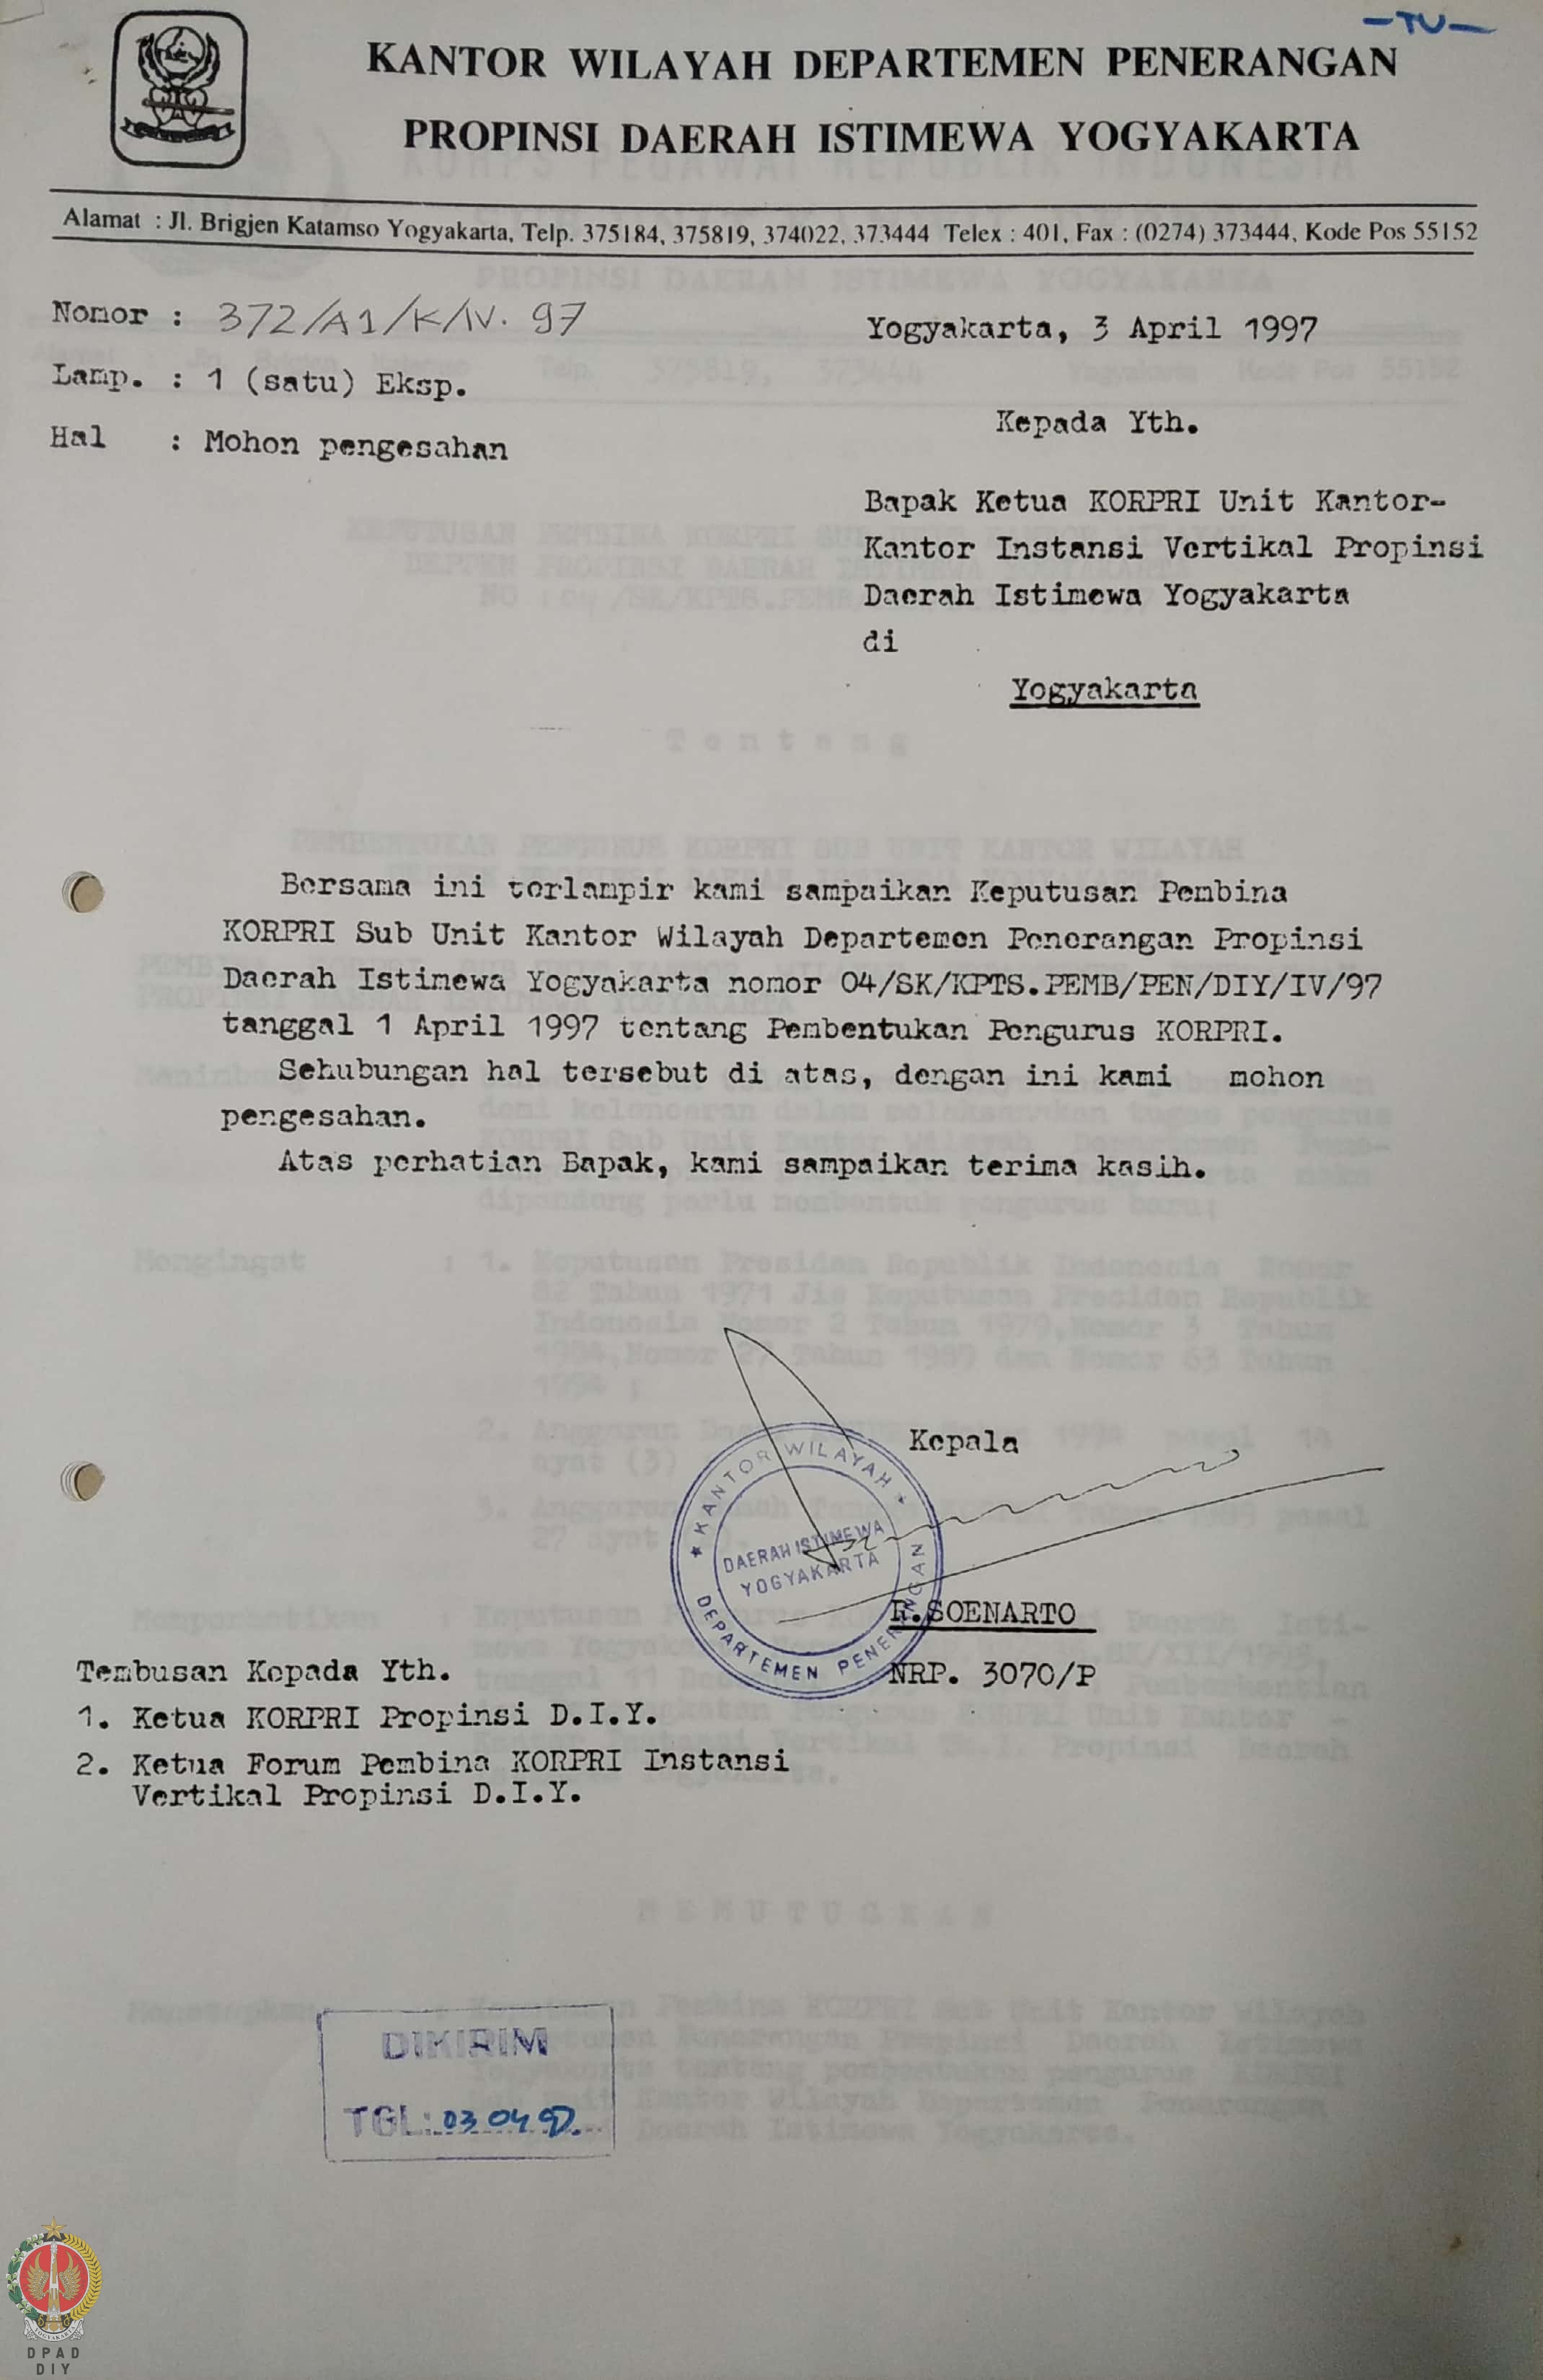 -TU-
KANTOR WILAYAH DEPARTEMEN PENERANGAN
PROPINSI DAERAH ISTIMEWA YOGYAKARTA
Alamat : Jl. Brigjen Katamso Yogyakarta, Telp. 375184, 375819, 374022, 373444 Telex : 401, Fax : (0274) 373444, Kode Pos 55152
Nomor : 372/A1/K/IV. 97
Yogyakarta, 3 April 1997
Lamp. : 1 (satu) Eksp.
Hal : Mohon pengesahan
Kepada Yth.
Bapak Ketua KORPRI Unit Kantor-
Kantor Instansi Vertikal Propinsi
Daerah Istimewa Yogyakarta
di
Yogyakarta
Bersama ini terlampir kami sampaikan Keputusan Pembina
KORPRI Sub Unit Kantor Wilayah Departemen Penerangan Propinsi
Daerah Istimewa Yogyakarta nomor 04/SK/KPTS.PEMB/PEN/DIY/IV/97
tanggal 1 April 1997 tentang Pembentukan Pengurus KORPRI.
Sehubungan hal tersebut di atas, dengan ini kami mohon
pengesahan.
Atas perhatian Bapak, kami sampaikan terima kasih.
Kepala
KANTOR WILAYAH
DAERAH ISTIMEWA
YOGYAKARTA
DEPARTEMEN PENERANGAN
R.SOENARTO
NRP. 3070/P
Tembusan Kepada Yth.
1. Ketua KORPRI Propinsi D.I.Y.
2. Ketua Forum Pembina KORPRI Instansi
Vertikal Propinsi D.I.Y.
DIKIRIM
TGL: 03 04 97
DPAD
DIY